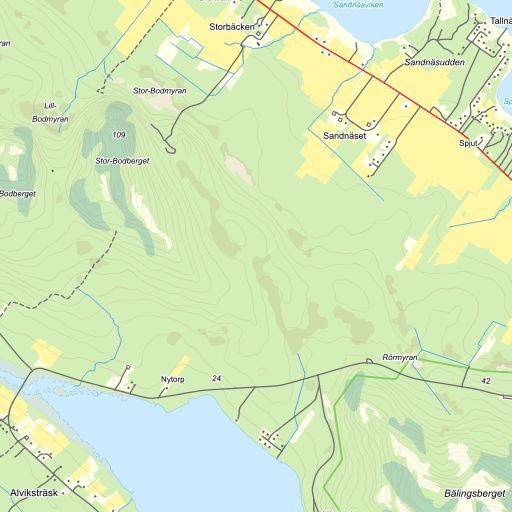 Sandnäsviken
Storbäcken
Tallnä
Sandnäsudden
Stor-Bodmyran
Lill-
Bodmyran
109
Sandnäset
Spjut
Stor-Bodberget
Bodberget
Rörmyran
Nytorp
24
42
Alviksträsk
Bälingsberget